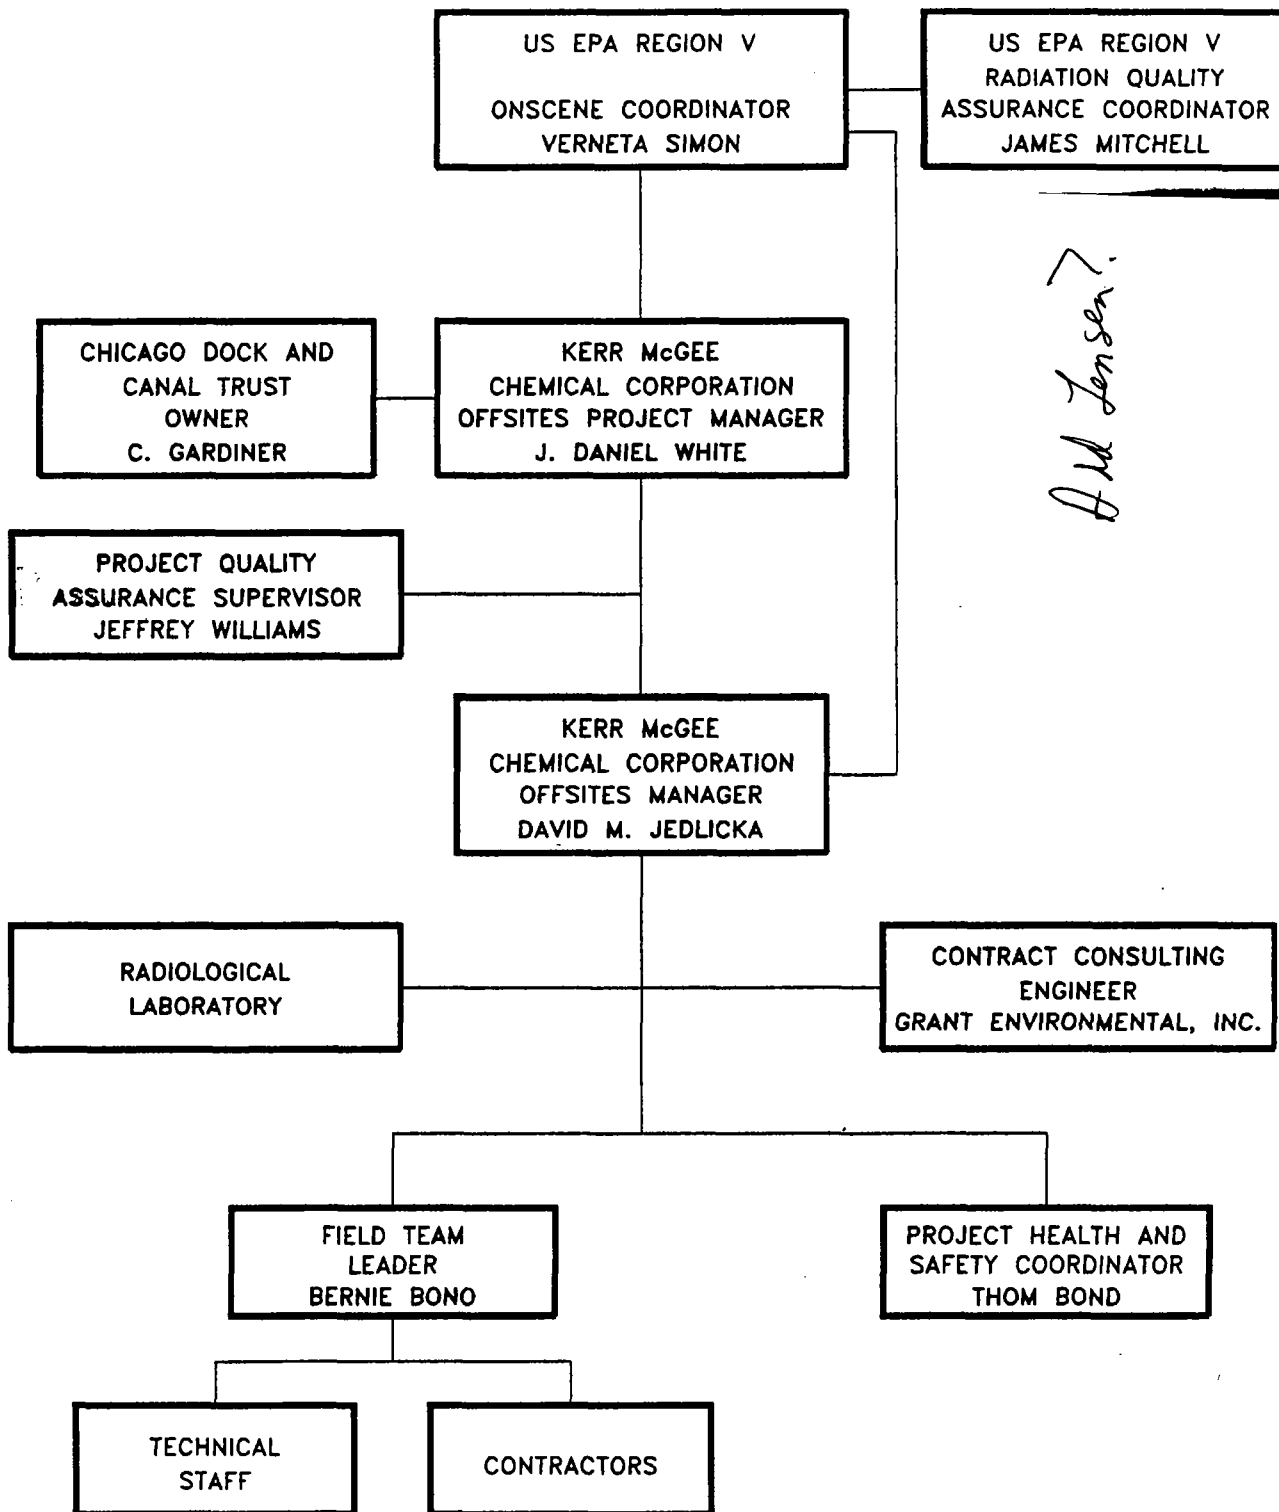 US EPA REGION V
ONSCENE COORDINATOR
VERNETA SIMON
US EPA REGION V
RADIATION QUALITY
ASSURANCE COORDINATOR
JAMES MITCHELL
Add Jensen?
CHICAGO DOCK AND
CANAL TRUST
OWNER
C. GARDINER
KERR McGEE
CHEMICAL CORPORATION
OFFSITES PROJECT MANAGER
J. DANIEL WHITE
PROJECT QUALITY
ASSURANCE SUPERVISOR
JEFFREY WILLIAMS
KERR McGEE
CHEMICAL CORPORATION
OFFSITES MANAGER
DAVID M. JEDLICKA
RADIOLOGICAL
LABORATORY
CONTRACT CONSULTING
ENGINEER
GRANT ENVIRONMENTAL, INC.
FIELD TEAM
LEADER
BERNIE BONO
PROJECT HEALTH AND
SAFETY COORDINATOR
THOM BOND
TECHNICAL
STAFF
CONTRACTORS